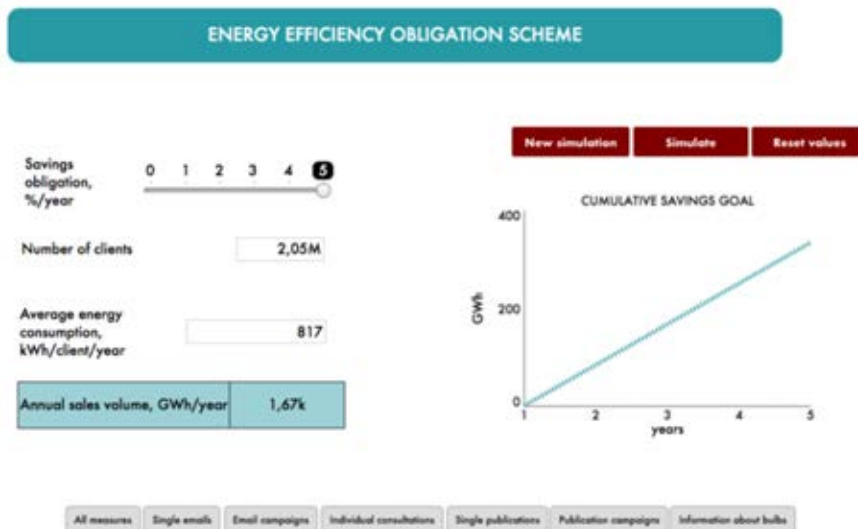 ENERGY EFFICIENCY OBLIGATION SCHEME
New simulation Simulate Reset values
Savings
obligation,
%/year
0 1 2 3 4 5
Number of clients 2,05M
Average energy
consumption,
kWh/client/year
817
Annual sales volume, GWh/year 1,67k
CUMULATIVE SAVINGS GOAL
400
200
0
GWh
1 2 3 4 5
years
All measures Single emails Email campaigns Individual consultations Single publications Publication campaigns Information about bulbs